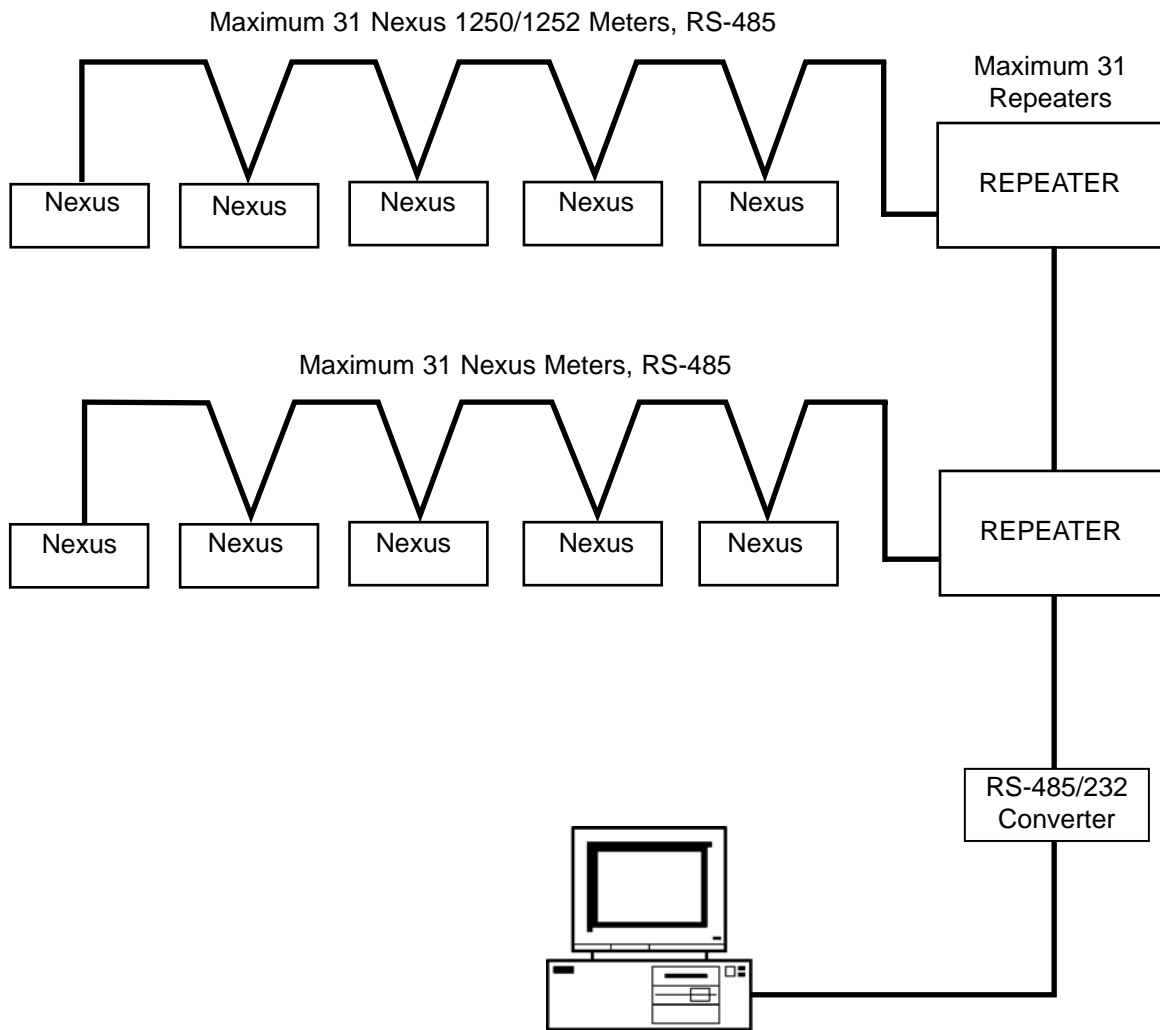 Maximum 31 Nexus 1250/1252 Meters, RS-485
Maximum 31
Repeaters
REPEATER
Nexus
Nexus
Nexus
Nexus
Nexus
Maximum 31 Nexus Meters, RS-485
REPEATER
Nexus
Nexus
Nexus
Nexus
Nexus
RS-485/232
Converter